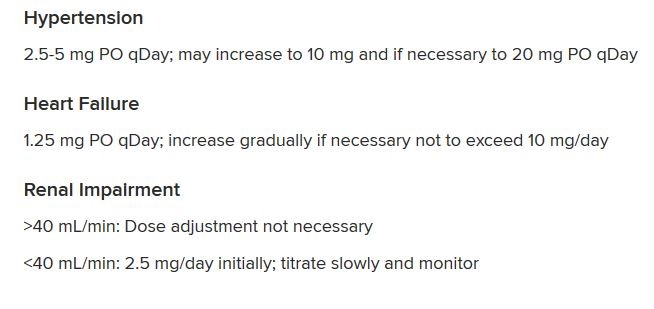 Hypertension
2.5-5 mg PO qDay; may increase to 10 mg and if necessary to 20 mg PO qDay
Heart Failure
1.25 mg PO qDay; increase gradually if necessary not to exceed 10 mg/day
Renal Impairment
>40 mL/min: Dose adjustment not necessary
<40 mL/min: 2.5 mg/day initially; titrate slowly and monitor